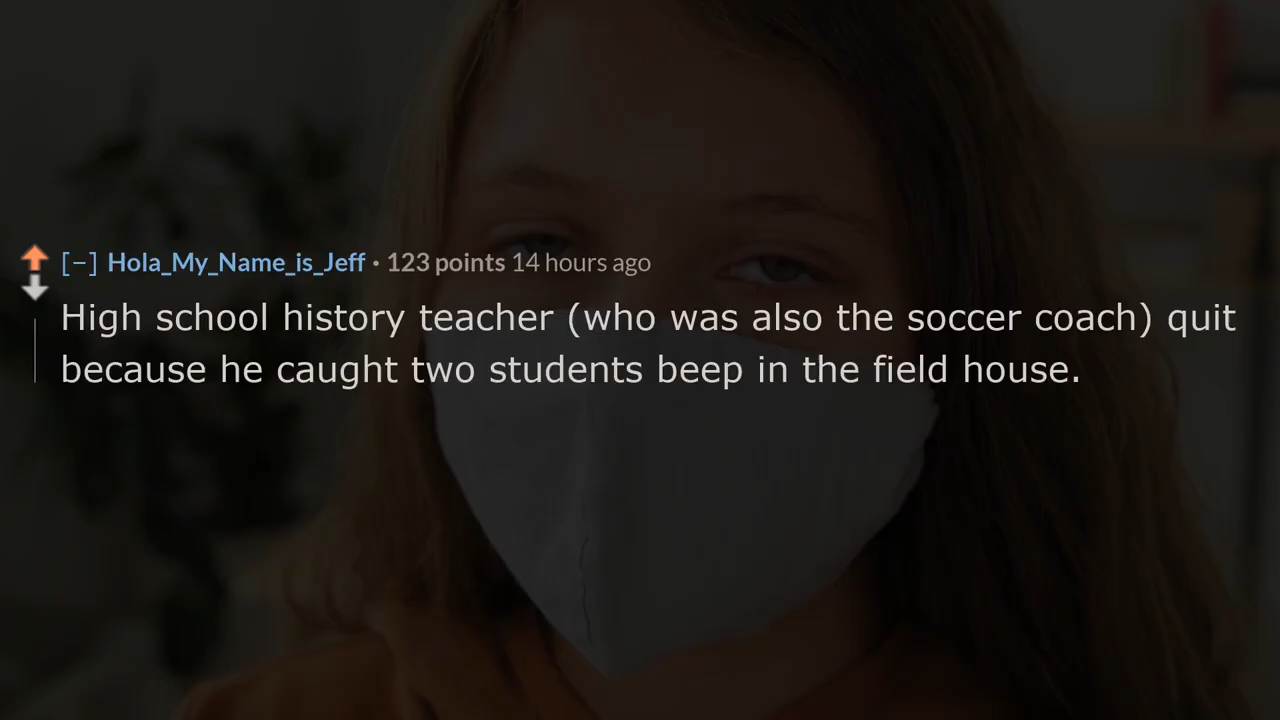 [−] Hola_My_Name_is_Jeff · 123 points 14 hours ago
High school history teacher (who was also the soccer coach) quit
because he caught two students beep in the field house.